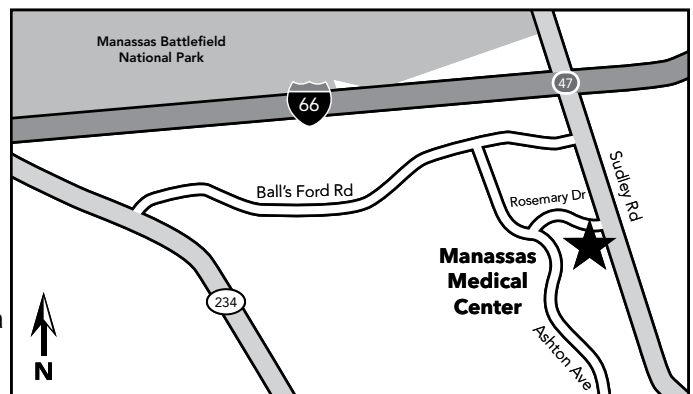 Manassas Battlefield
National Park
47
66
Sudley Rd
Ball's Ford Rd
Rosemary Dr
Manassas
Medical
Center
234
Ashton Ave
N